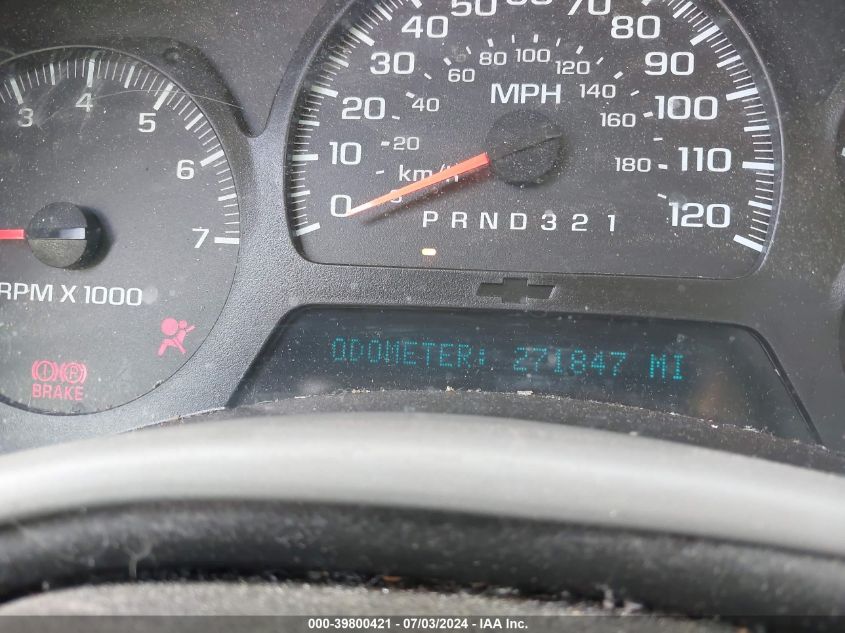 3 4 5 6 7
RPM X 1000
BRAKE
0 10 20 30 40 50 60 70 80 90 100 110 120
MPH
20 40 60 80 100 120 140 160 180
km/h
P R N D 3 2 1
ODOMETER: 271847 MI
000-39800421 / 07/03/2024 - IAA Inc.